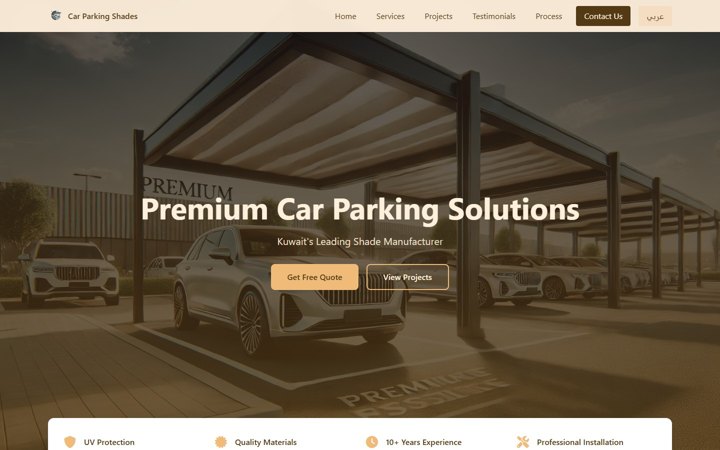 Car Parking Shades
Home
Services
Projects
Testimonials
Process
Contact Us
عربي
PREMIUM
Premium Car Parking Solutions
Kuwait's Leading Shade Manufacturer
Get Free Quote
View Projects
UV Protection
Quality Materials
10+ Years Experience
Professional Installation